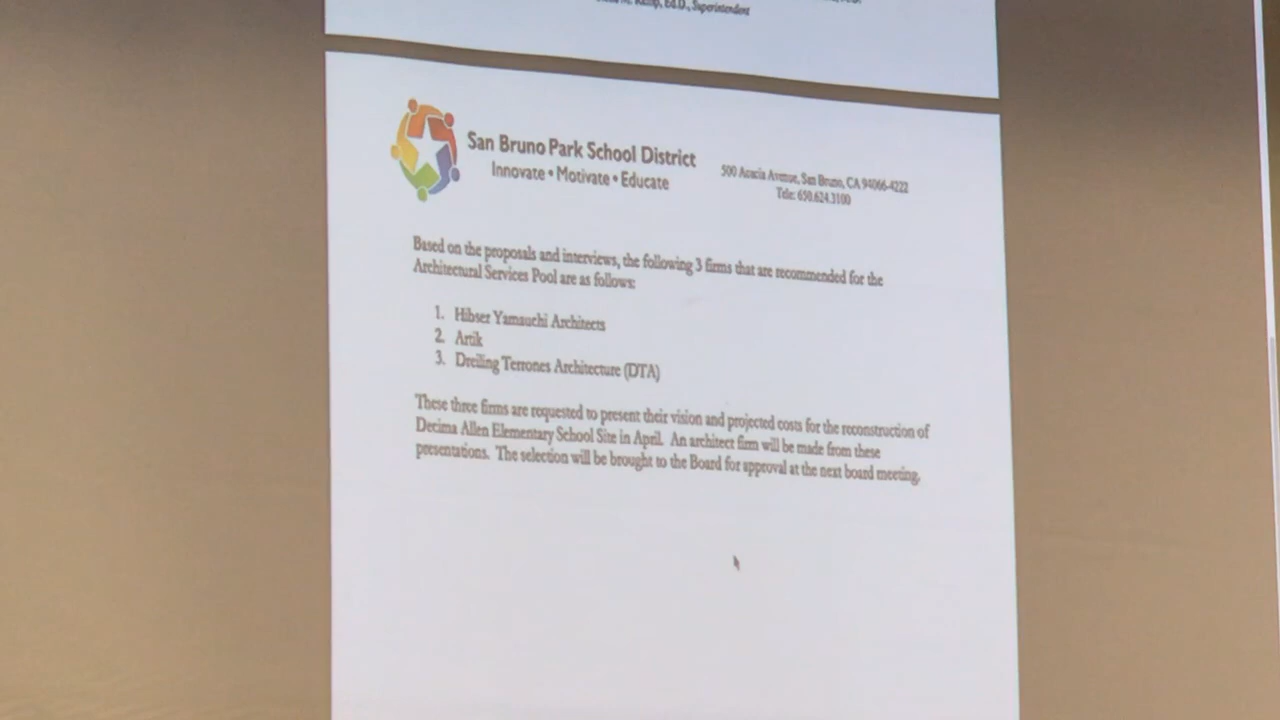 Kemp, Ed.D., Superintendent
San Bruno Park School District
Innovate • Motivate • Educate
500 Acacia Avenue, San Bruno, CA 94066-4222
Tele: 650.624.3100
Based on the proposals and interviews, the following 3 firms that are recommended for the
Architectural Services Pool are as follows:
1. Hibser Yamauchi Architects
2. Artik
3. Dreiling Terrones Architecture (DTA)
These three firms are requested to present their vision and projected costs for the reconstruction of
Decima Allen Elementary School Site in April. An architect firm will be made from these
presentations. The selection will be brought to the Board for approval at the next board meeting.